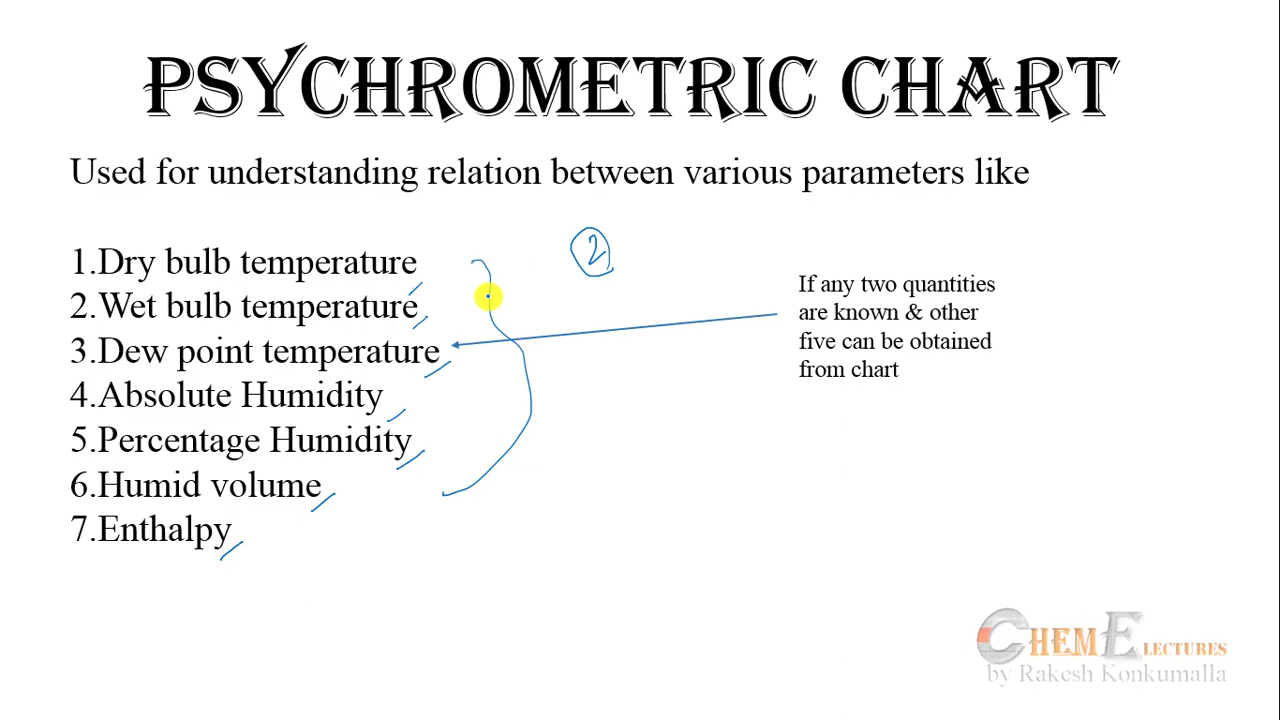 PSYCHROMETRIC CHART
Used for understanding relation between various parameters like
1.Dry bulb temperature
2.Wet bulb temperature
3.Dew point temperature
4.Absolute Humidity
5.Percentage Humidity
6.Humid volume
7.Enthalpy
2
If any two quantities
are known & other
five can be obtained
from chart
CHEME LECTURES
by Rakesh Konkumalla